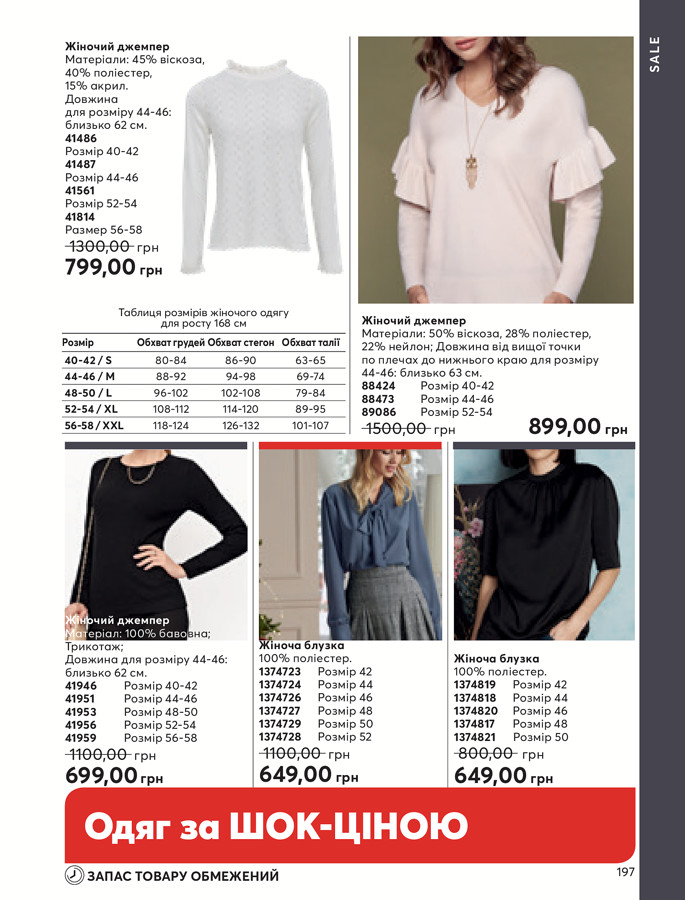 SALE
Жіночий джемпер
Матеріали: 45% віскоза,
40% поліестер,
15% акрил.
Довжина
для розміру 44-46:
близько 62 см.
41486
Розмір 40-42
41487
Розмір 44-46
41561
Розмір 52-54
41814
Размер 56-58
1300,00 грн
799,00 грн
Таблиця розмірів жіночого одягу
для росту 168 см
Розмір Обхват грудей Обхват стегон Обхват талії
40-42 / S 80-84 86-90 63-65
44-46 / M 88-92 94-98 69-74
48-50 / L 96-102 102-108 79-84
52-54 / XL 108-112 114-120 89-95
56-58 / XXL 118-124 126-132 101-107
Жіночий джемпер
Матеріали: 50% віскоза, 28% поліестер,
22% нейлон; Довжина від вищої точки
по плечах до нижнього краю для розміру
44-46: близько 63 см.
88424 Розмір 40-42
88473 Розмір 44-46
89086 Розмір 52-54
1500,00 грн
899,00 грн
Жіночий джемпер
Матеріал: 100% бавовна;
Трикотаж;
Довжина для розміру 44-46:
близько 62 см.
41946 Розмір 40-42
41951 Розмір 44-46
41953 Розмір 48-50
41956 Розмір 52-54
41959 Розмір 56-58
1100,00 грн
699,00 грн
Жіноча блузка
100% поліестер.
1374723 Розмір 42
1374724 Розмір 44
1374726 Розмір 46
1374727 Розмір 48
1374729 Розмір 50
1374728 Розмір 52
1100,00 грн
649,00 грн
Жіноча блузка
100% поліестер.
1374819 Розмір 42
1374818 Розмір 44
1374820 Розмір 46
1374817 Розмір 48
1374821 Розмір 50
800,00 грн
649,00 грн
Одяг за ШОК-ЦІНОЮ
ЗАПАС ТОВАРУ ОБМЕЖЕНИЙ
197